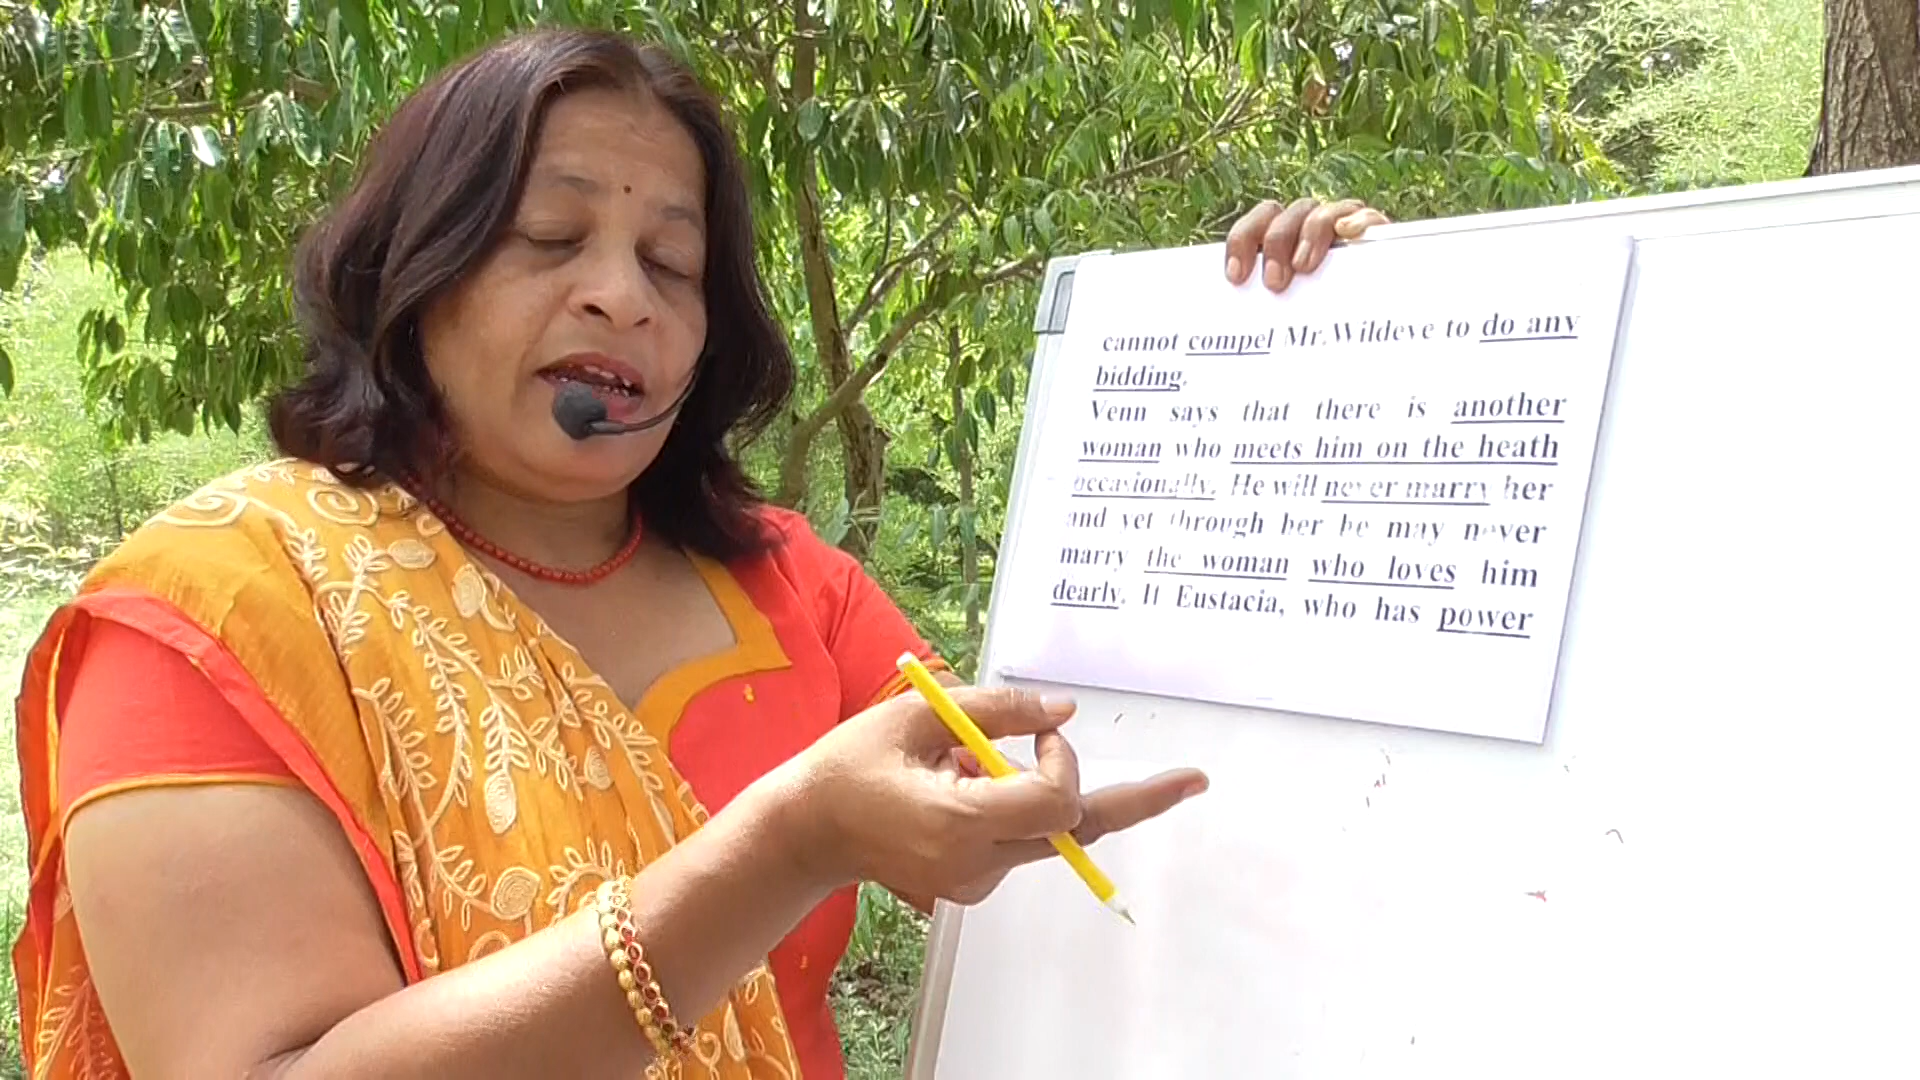 cannot compel Mr.Wildeve to do any
bidding.
Venn says that there is another
woman who meets him on the heath
occasionally. He will never marry her
and yet through her he may never
marry the woman who loves him
dearly. If Eustacia, who has power